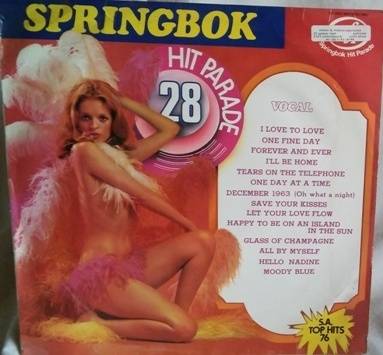 SPRINGBOK
HIT PARADE
28
Springbok Hit Parade
VOCAL
I LOVE TO LOVE
ONE FINE DAY
FOREVER AND EVER
I'LL BE HOME
TEARS ON THE TELEPHONE
ONE DAY AT A TIME
DECEMBER 1963 (Oh what a night)
SAVE YOUR KISSES
LET YOUR LOVE FLOW
HAPPY TO BE ON AN ISLAND
IN THE SUN
GLASS OF CHAMPAGNE
ALL BY MYSELF
HELLO NADINE
MOODY BLUE
S.A.
TOP HITS
'76